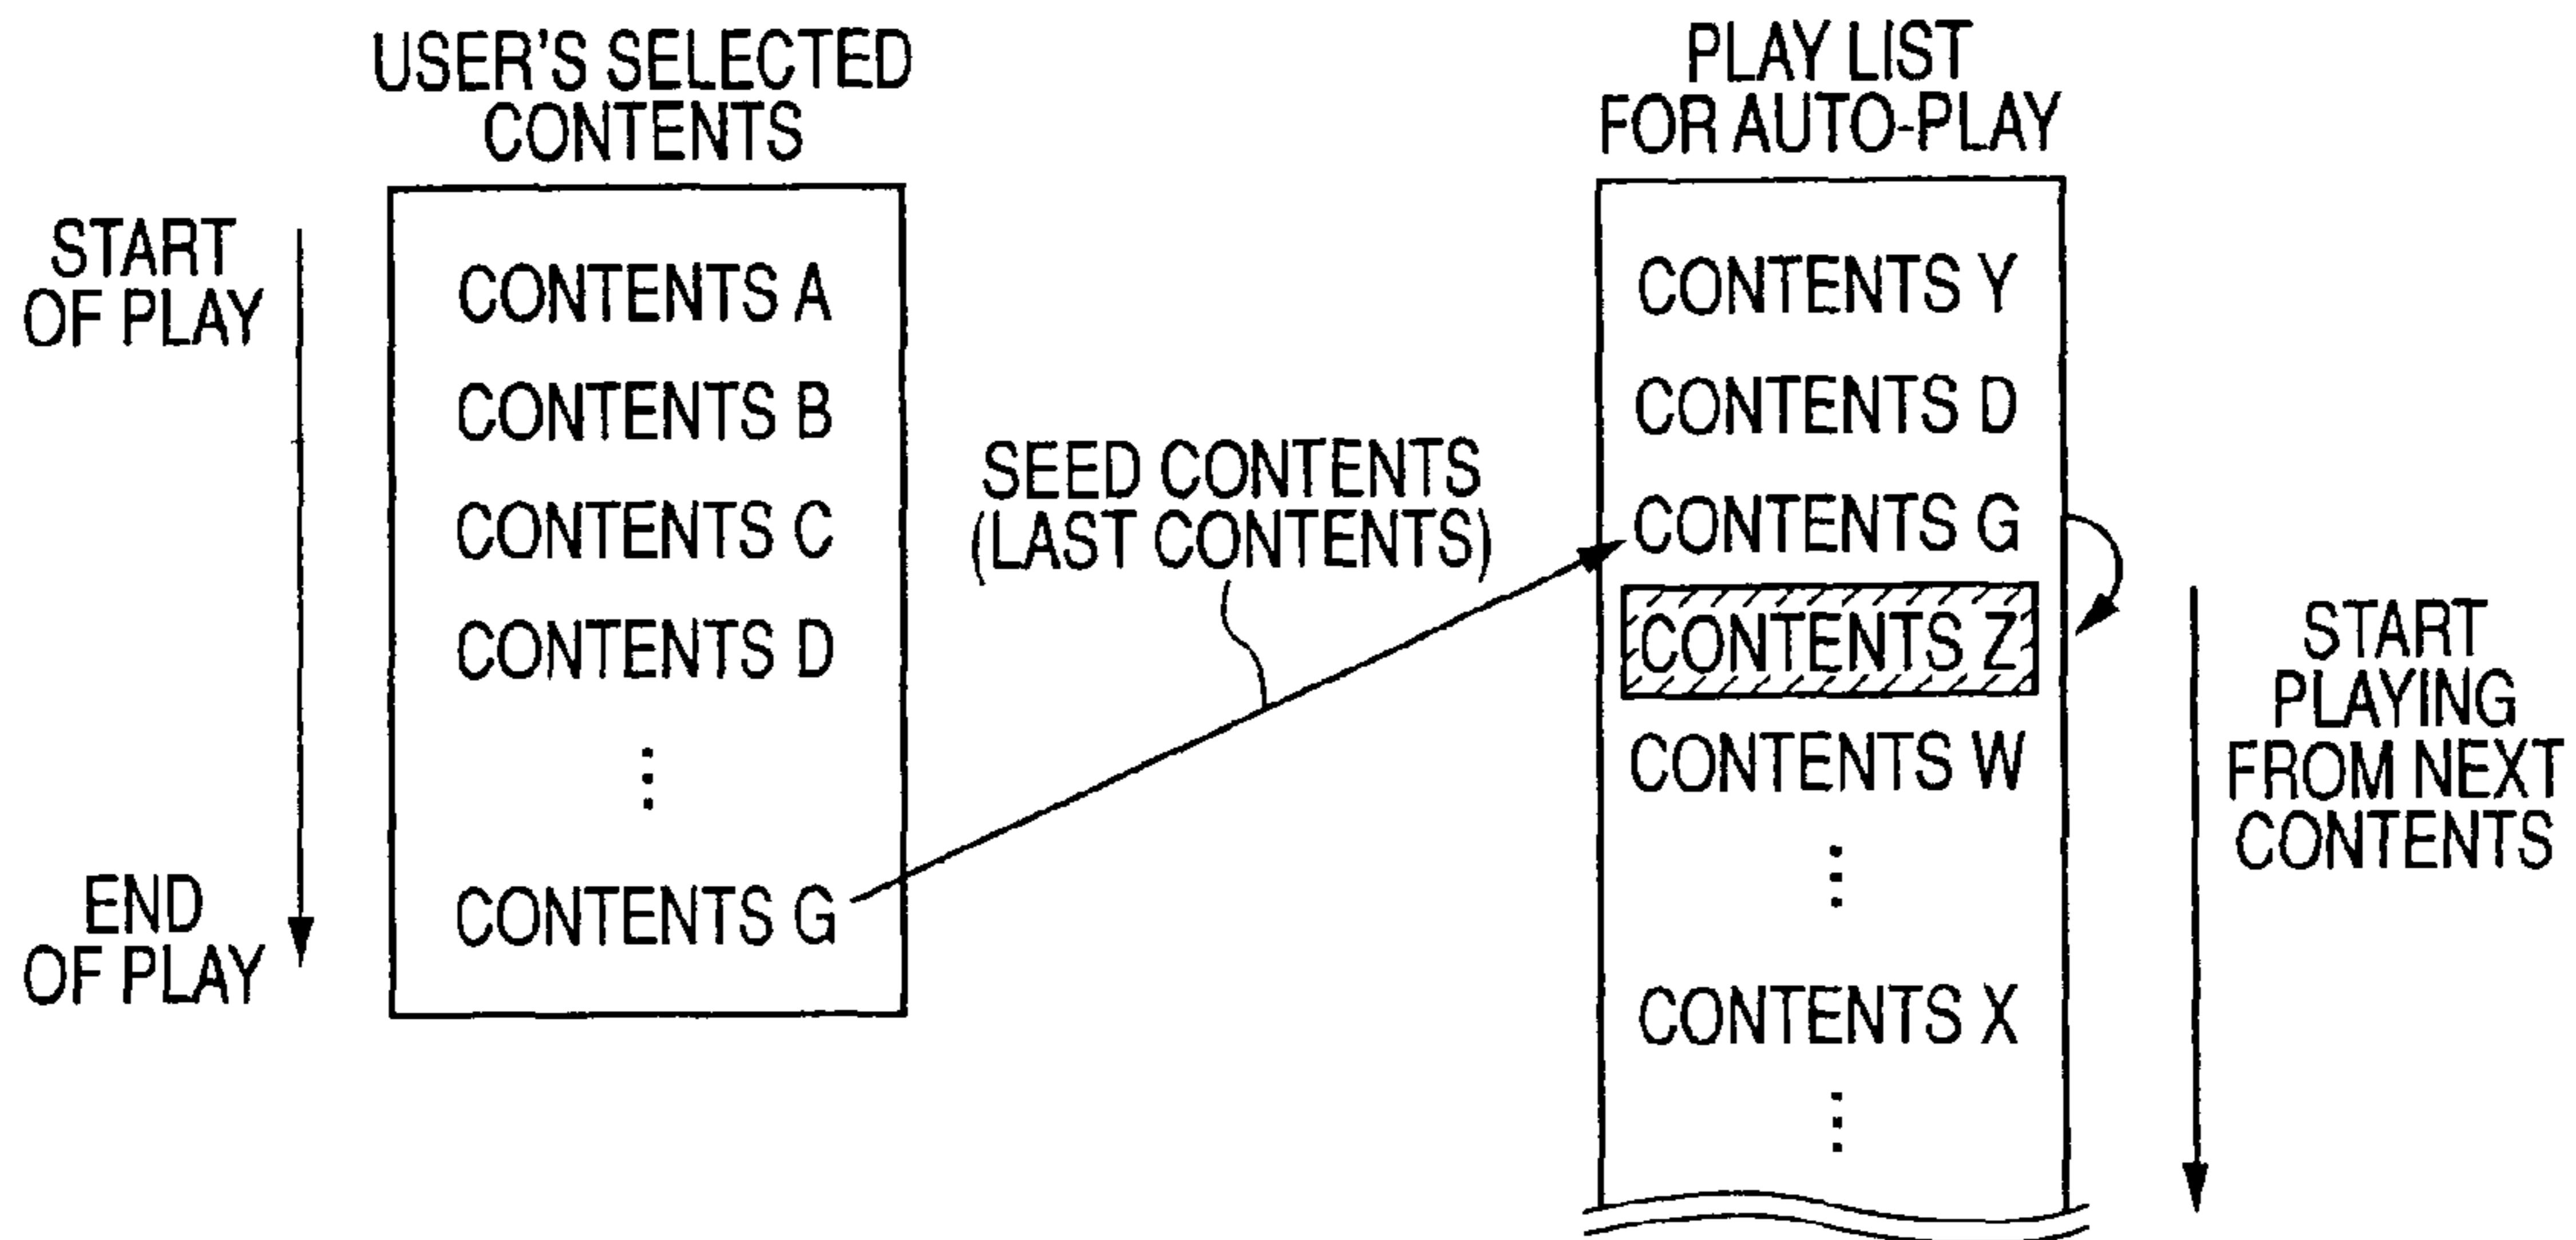 USER'S SELECTED
CONTENTS
START
OF PLAY
CONTENTS A
CONTENTS B
CONTENTS C
CONTENTS D
CONTENTS G
END
OF PLAY
SEED CONTENTS
(LAST CONTENTS)
PLAY LIST
FOR AUTO-PLAY
CONTENTS Y
CONTENTS D
CONTENTS G
CONTENTS Z
CONTENTS W
CONTENTS X
START
PLAYING
FROM NEXT
CONTENTS